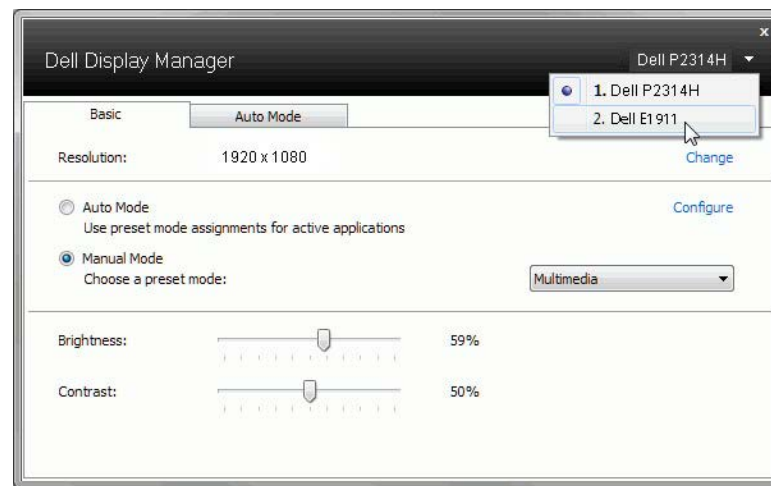 x
Dell Display Manager Dell P2314H
1. Dell P2314H
2. Dell E1911
Basic Auto Mode
Resolution: 1920 x 1080 Change
Auto Mode Configure
Use preset mode assignments for active applications
Manual Mode
Choose a preset mode: Multimedia
Brightness: 59%
Contrast: 50%